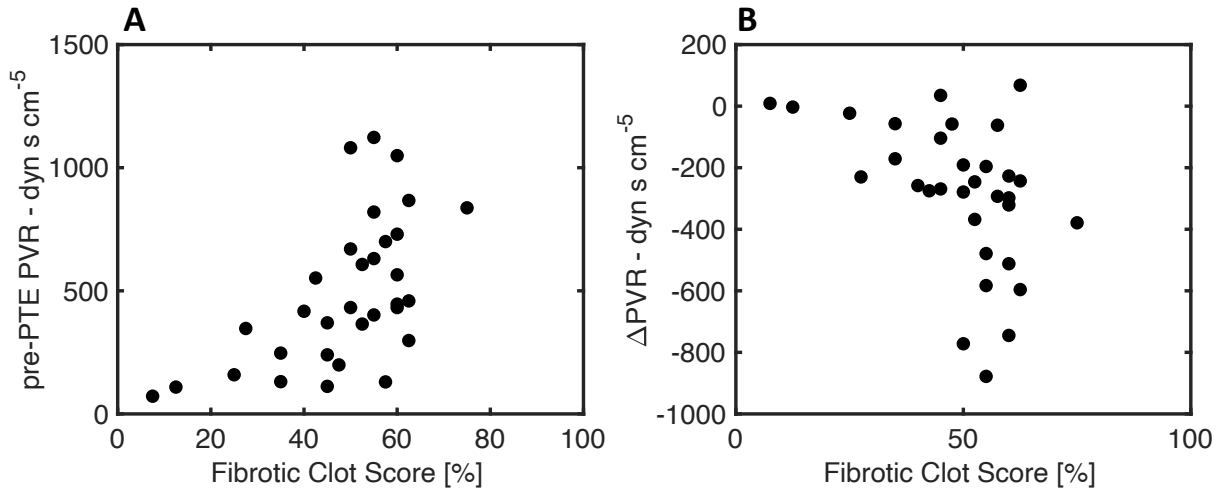 A
1500
1000
500
0
pre-PTE PVR - dyn s cm-5
0 20 40 60 80 100
Fibrotic Clot Score [%]
B
200
0
-200
-400
-600
-800
-1000
△PVR - dyn s cm-5
0 50 100
Fibrotic Clot Score [%]